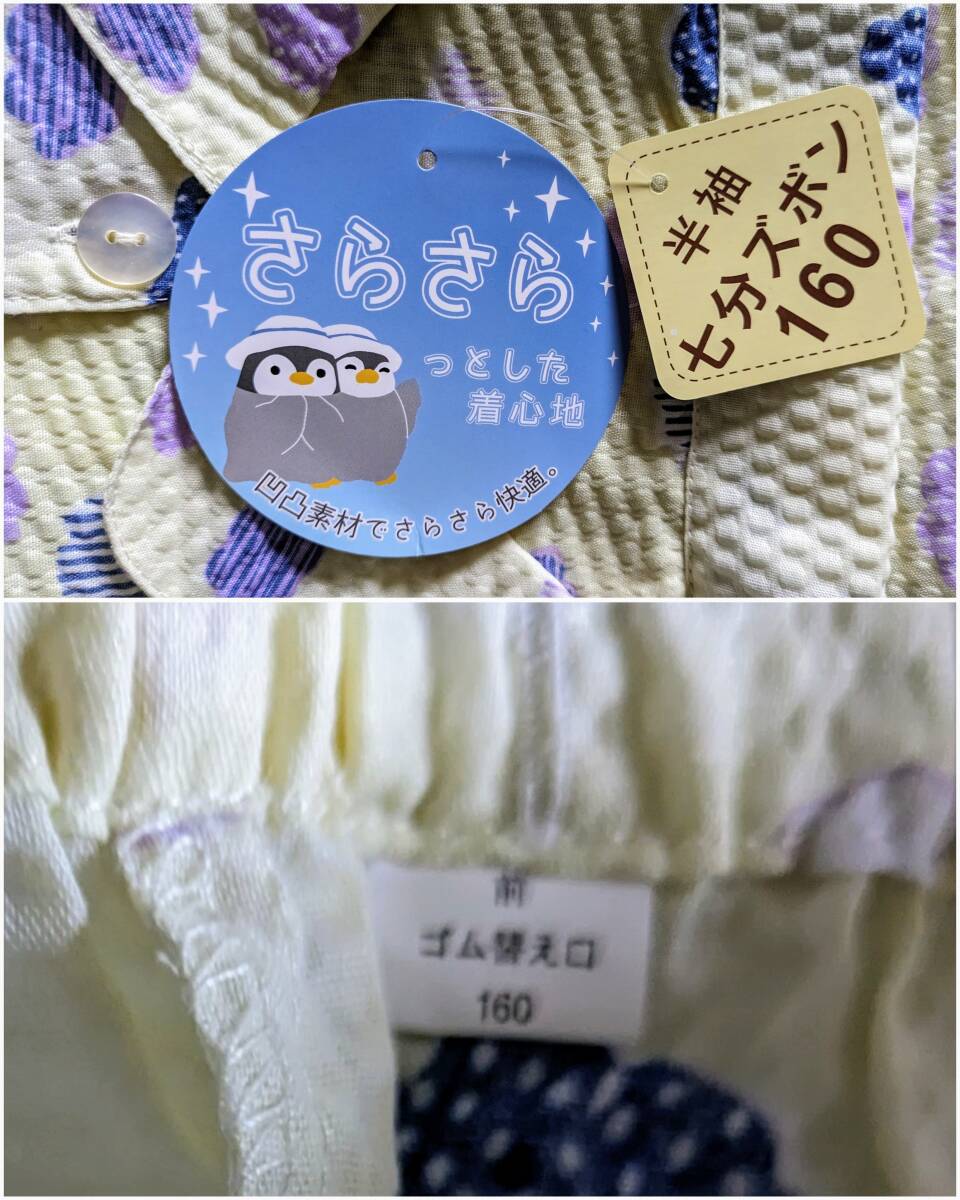 さらさら
っとした
着心地
凹凸素材でさらさら快適。
半袖
七分ズボン
160
前
ゴム替え口
160